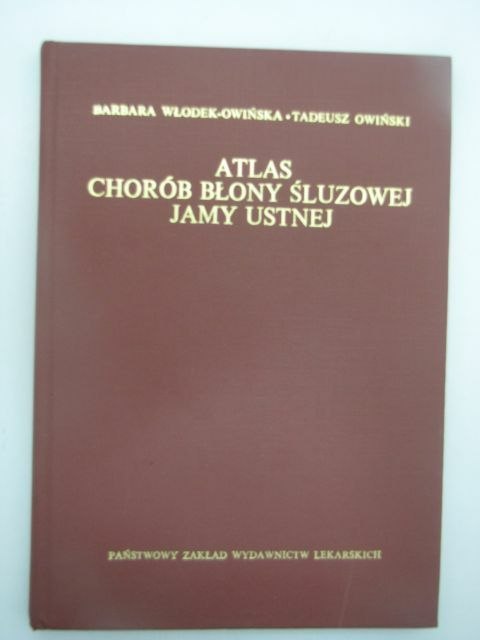 BARBARA WŁODEK-OWIŃSKA • TADEUSZ OWIŃSKI
ATLAS
CHORÓB BŁONY ŚLUZOWEJ
JAMY USTNEJ
PAŃSTWOWY ZAKŁAD WYDAWNICTW LEKARSKICH